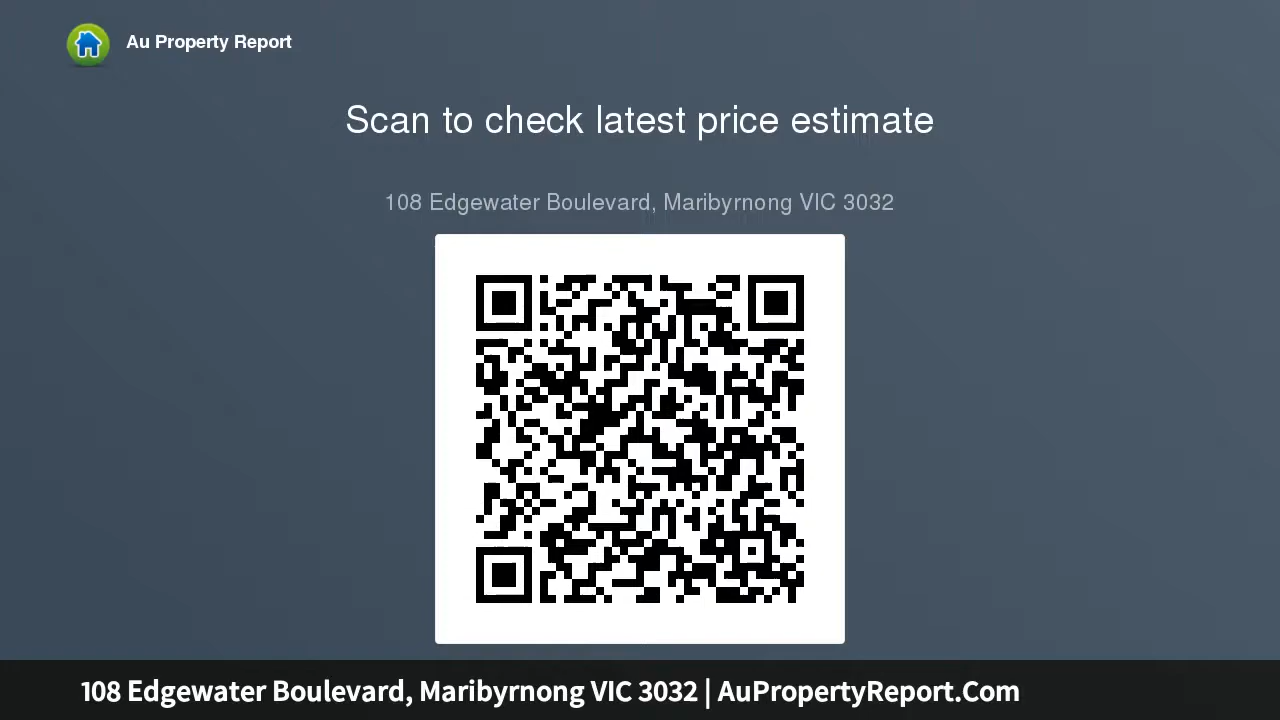 Au Property Report
Scan to check latest price estimate
108 Edgewater Boulevard, Maribyrnong VIC 3032
108 Edgewater Boulevard, Maribyrnong VIC 3032 | AuPropertyReport.Com